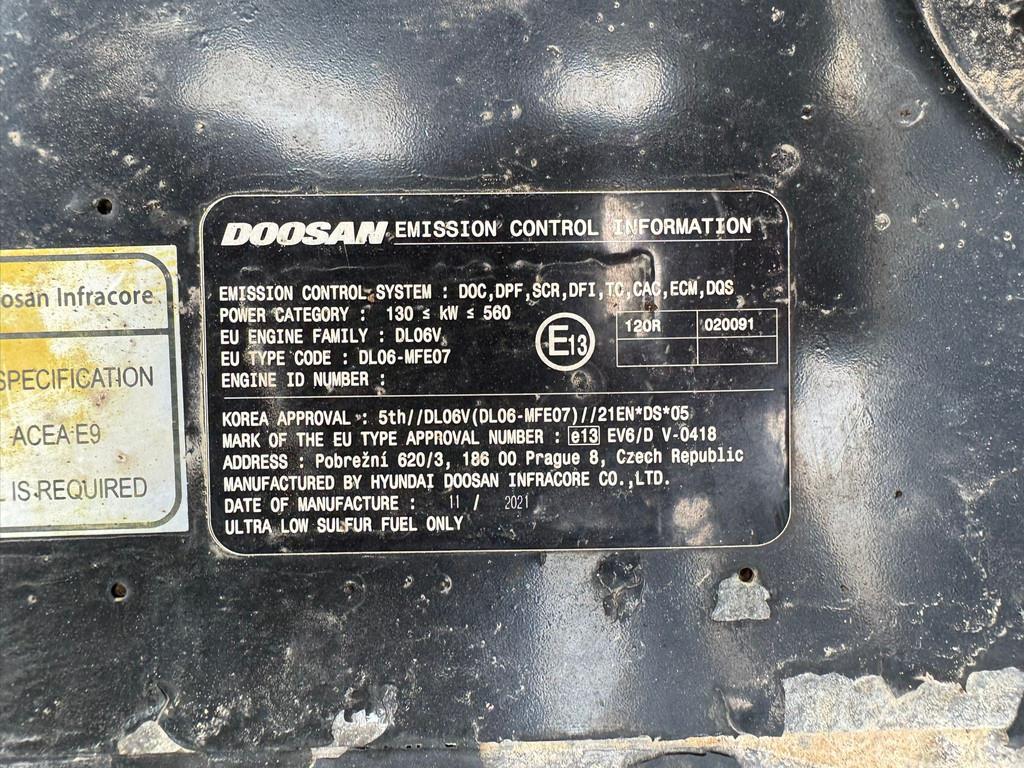 DOOSAN EMISSION CONTROL INFORMATION
EMISSION CONTROL SYSTEM : DOC,DPF,SCR,DFI,TC,CAC,ECM,DQS
POWER CATEGORY : 130 ≤ kW ≤ 560
EU ENGINE FAMILY : DL06V
EU TYPE CODE : DL06-MFE07
ENGINE ID NUMBER :
E13
120R 020091
KOREA APPROVAL : 5th//DL06V(DL06-MFE07)//21EN*DS*05
MARK OF THE EU TYPE APPROVAL NUMBER : e13 EV6/D V-0418
ADDRESS : Pobrežní 620/3, 186 00 Prague 8, Czech Republic
MANUFACTURED BY HYUNDAI DOOSAN INFRACORE CO.,LTD.
DATE OF MANUFACTURE : 11 / 2021
ULTRA LOW SULFUR FUEL ONLY
oosan Infracore
SPECIFICATION
ACEA E9
IS REQUIRED